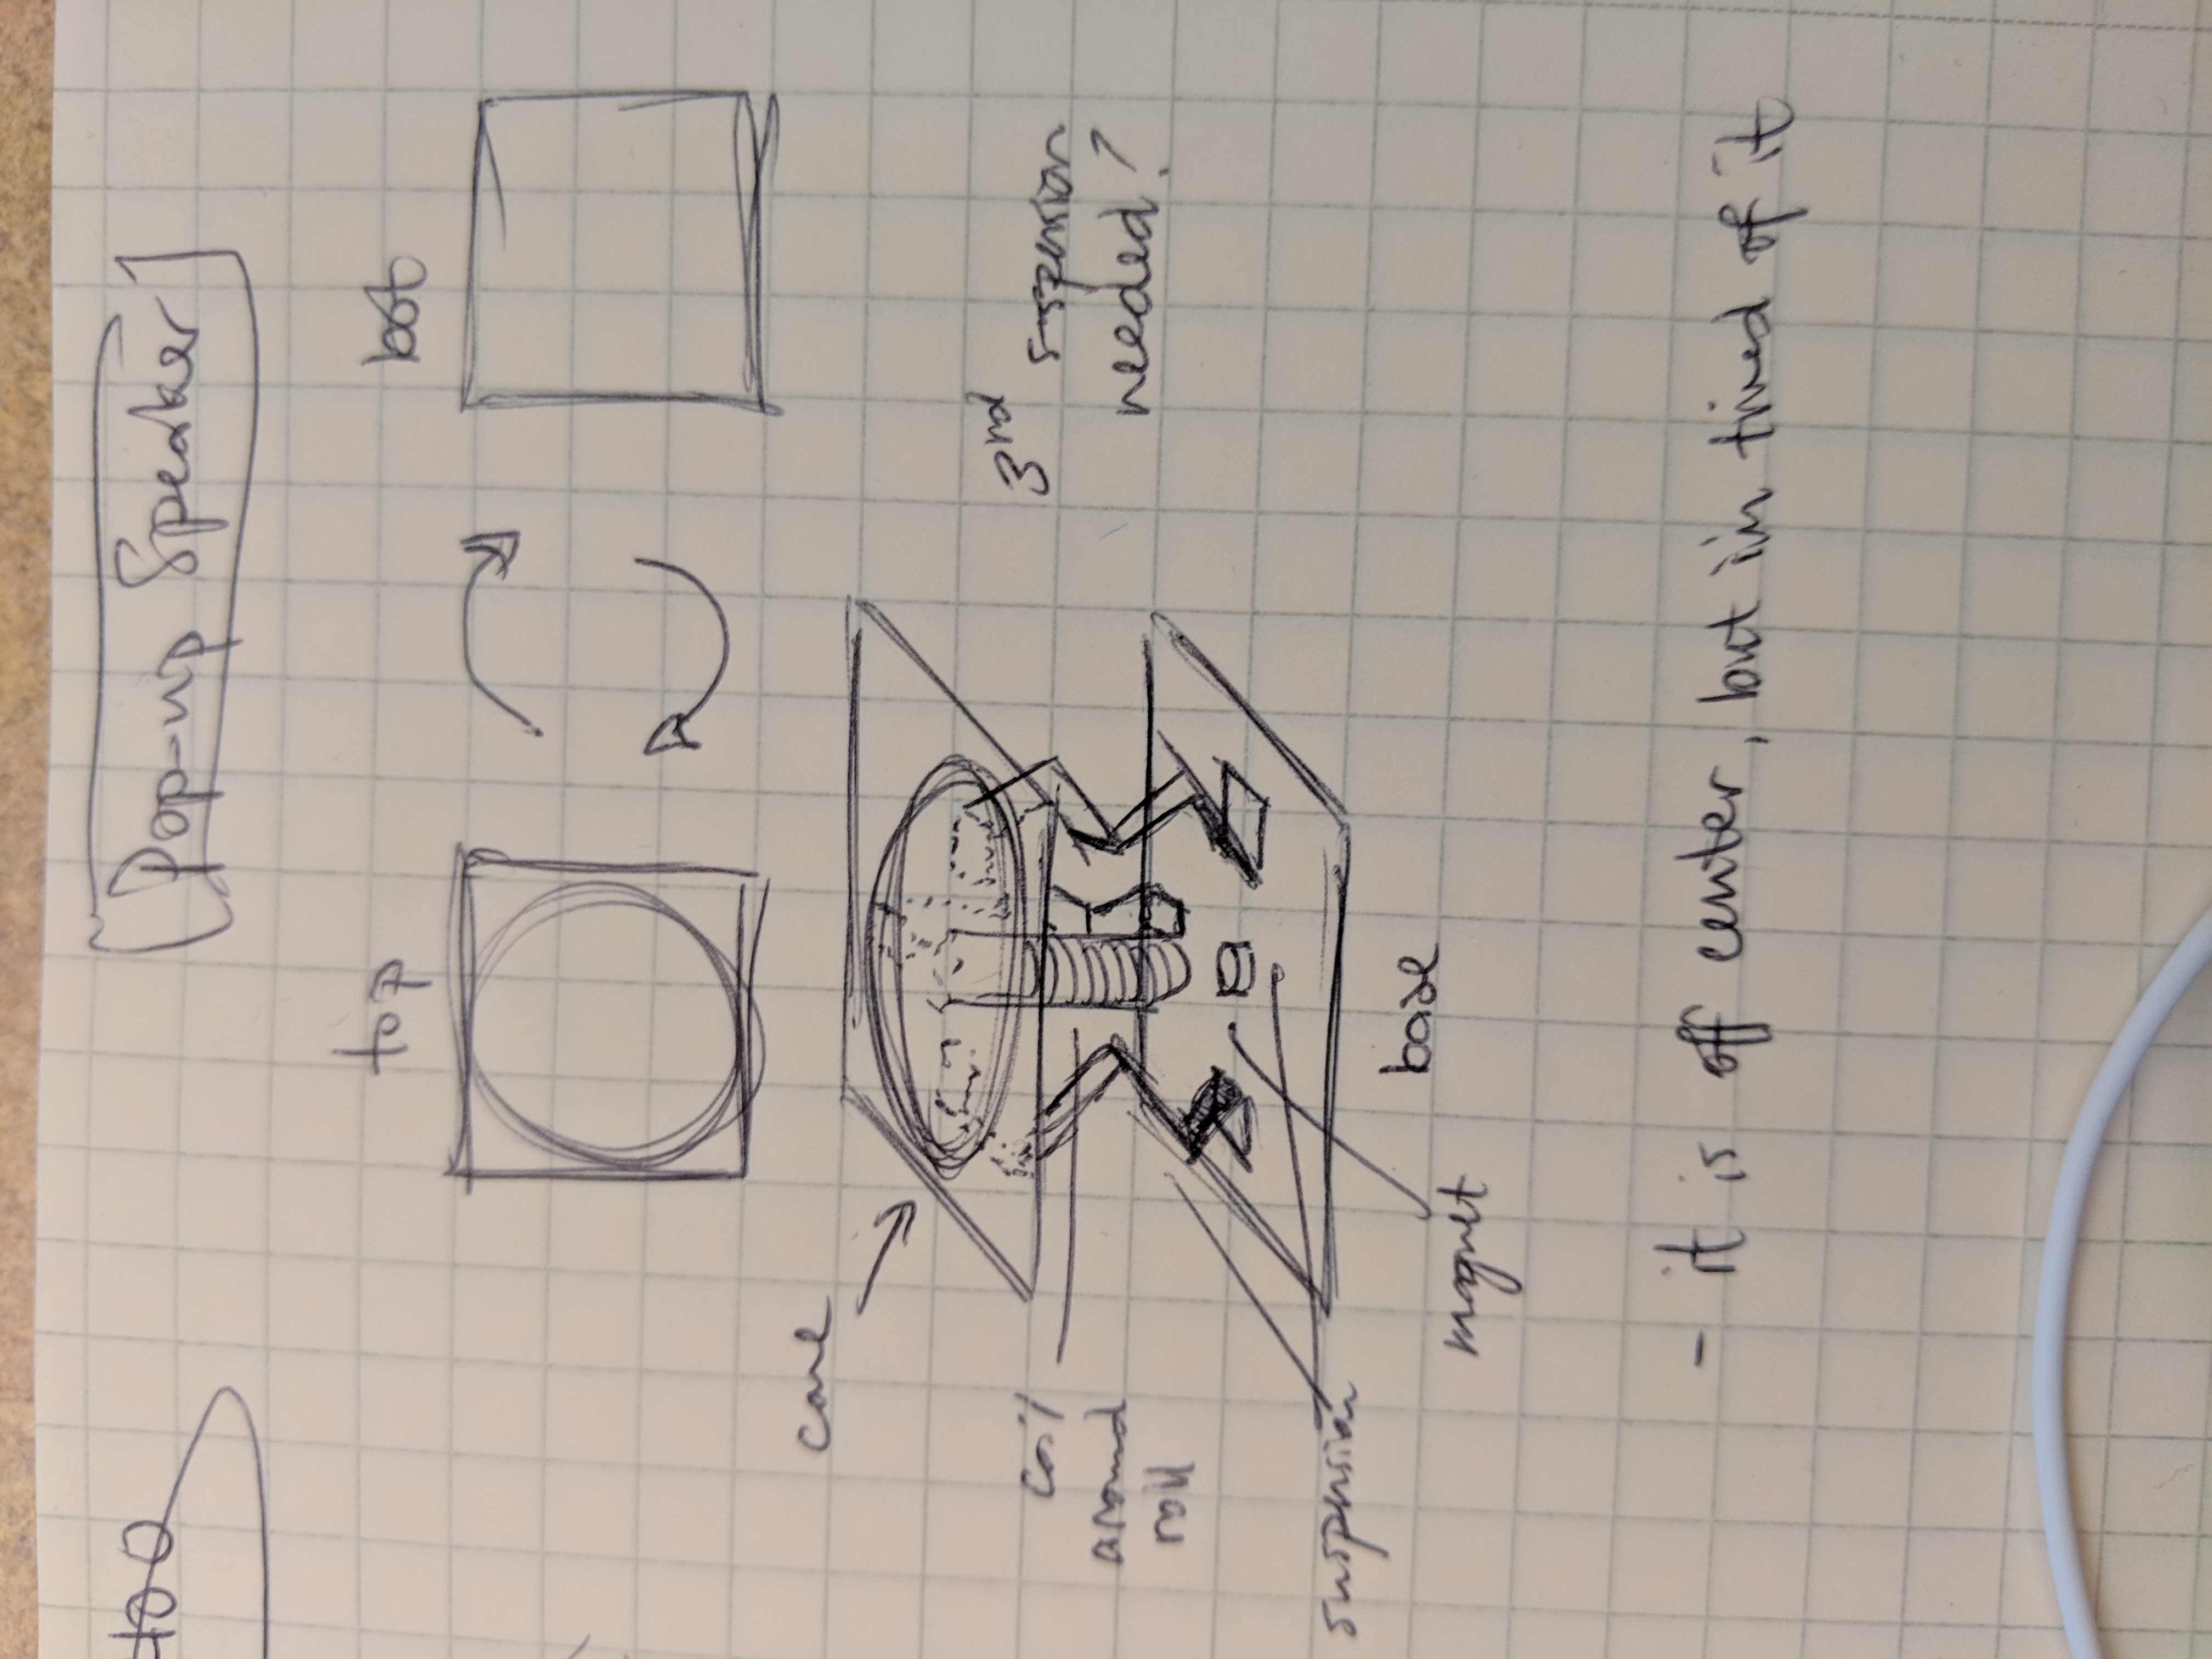 [Pop-up Speaker]
top
bot
cone
coil
around
roll
suspension
magnet
base
3rd suspension
needed?
- it is off center, but im tired of it